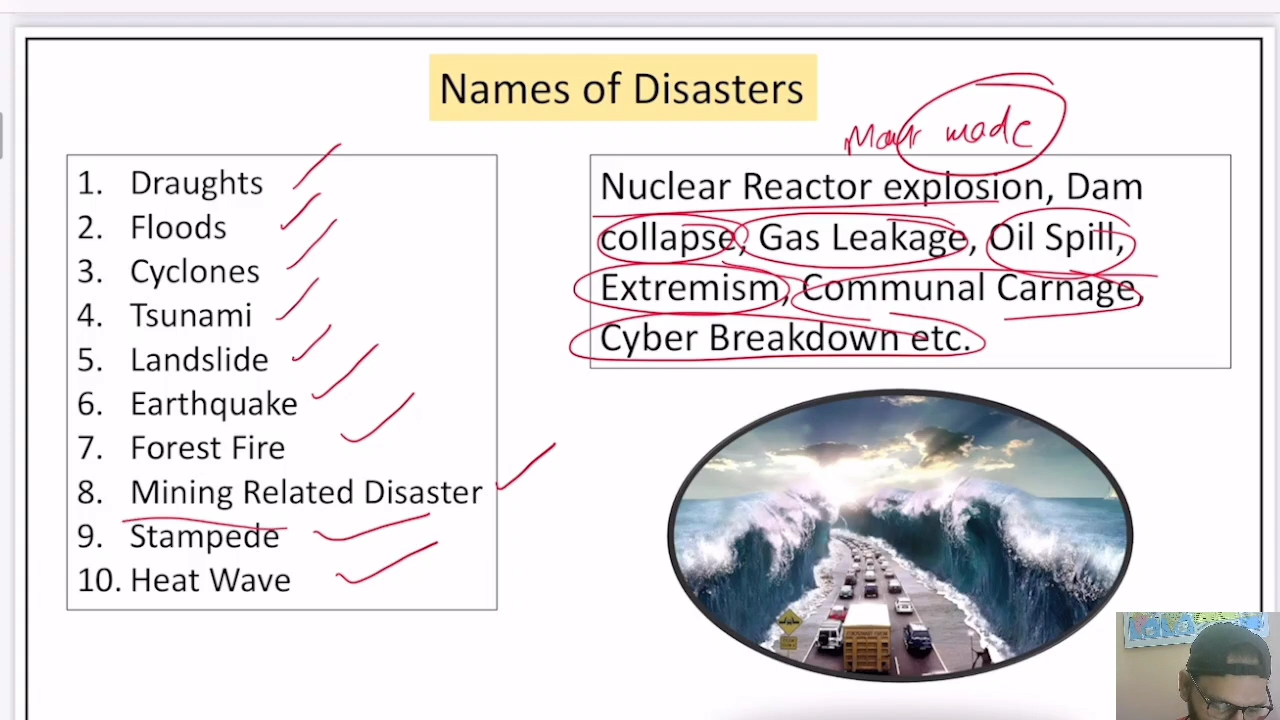 Names of Disasters
Man made
1. Draughts
2. Floods
3. Cyclones
4. Tsunami
5. Landslide
6. Earthquake
7. Forest Fire
8. Mining Related Disaster
9. Stampede
10. Heat Wave
Nuclear Reactor explosion, Dam
collapse, Gas Leakage, Oil Spill,
Extremism, Communal Carnage,
Cyber Breakdown etc.